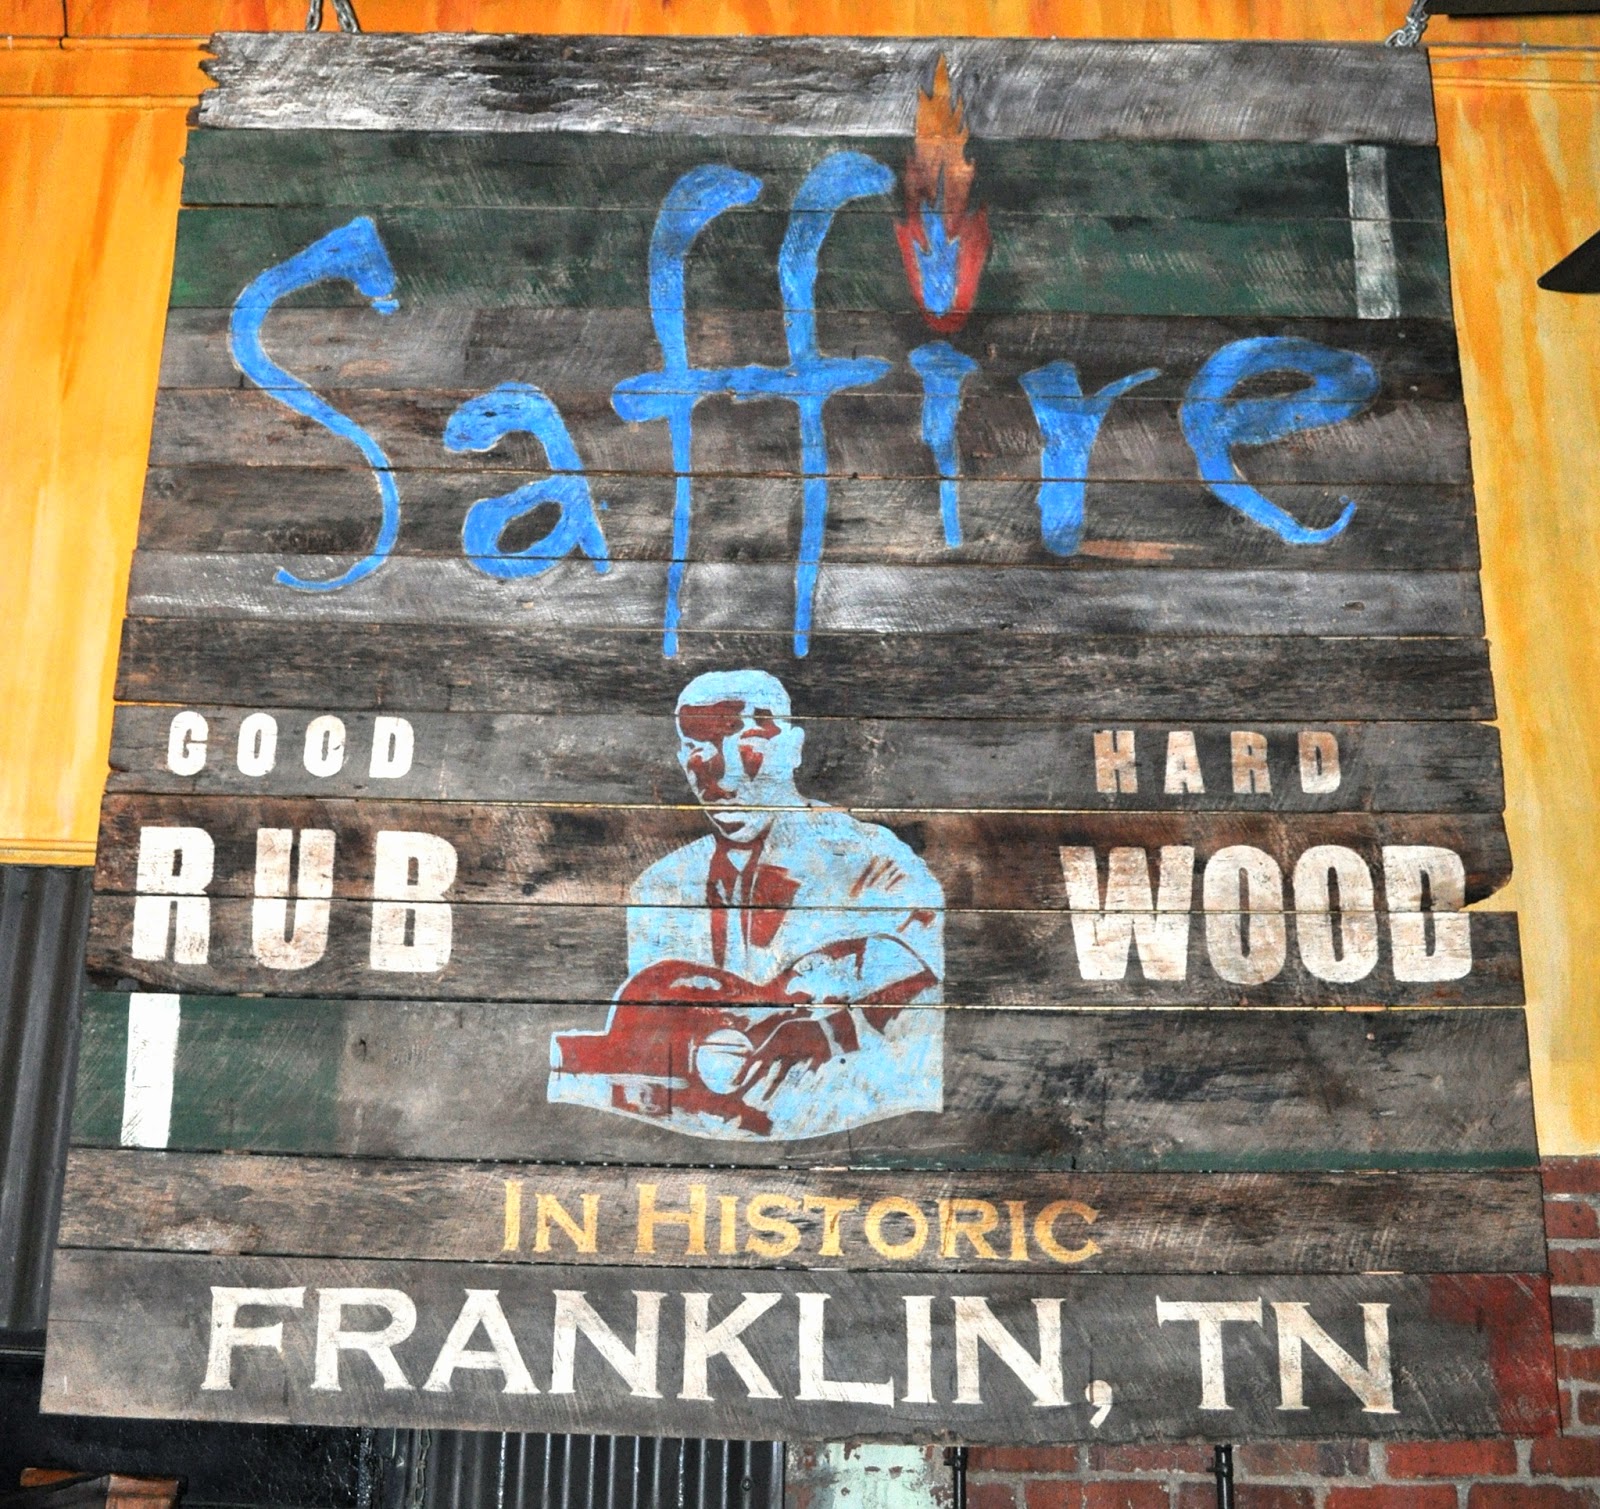 Saffire
GOOD
RUB
HARD
WOOD
IN HISTORIC
FRANKLIN, TN